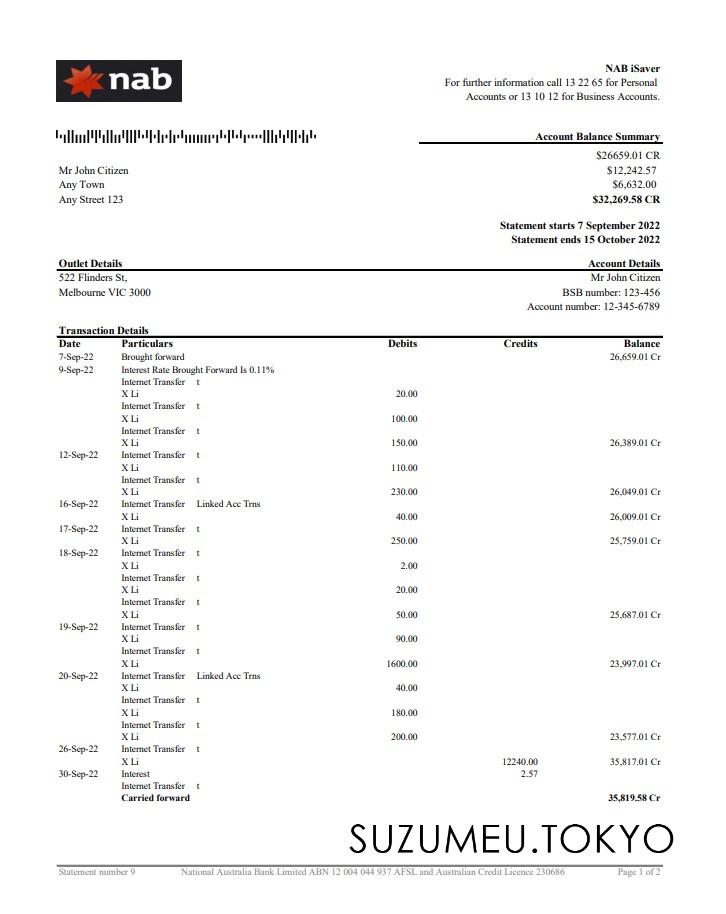 nab
NAB iSaver
For further information call 13 22 65 for Personal
Accounts or 13 10 12 for Business Accounts.
Account Balance Summary
$26659.01 CR
Mr John Citizen $12,242.57
Any Town $6,632.00
Any Street 123 $32,269.58 CR
Statement starts 7 September 2022
Statement ends 15 October 2022
Outlet Details Account Details
522 Flinders St, Mr John Citizen
Melbourne VIC 3000 BSB number: 123-456
Account number: 12-345-6789
Transaction Details
Date Particulars Debits Credits Balance
7-Sep-22 Brought forward 26,659.01 Cr
9-Sep-22 Interest Rate Brought Forward Is 0.11%
Internet Transfer t
X Li 20.00
Internet Transfer t
X Li 100.00
Internet Transfer t
X Li 150.00 26,389.01 Cr
12-Sep-22 Internet Transfer t
X Li 110.00
Internet Transfer t
X Li 230.00 26,049.01 Cr
16-Sep-22 Internet Transfer Linked Acc Trns
X Li 40.00 26,009.01 Cr
17-Sep-22 Internet Transfer t
X Li 250.00 25,759.01 Cr
18-Sep-22 Internet Transfer t
X Li 2.00
Internet Transfer t
X Li 20.00
Internet Transfer t
X Li 50.00 25,687.01 Cr
19-Sep-22 Internet Transfer t
X Li 90.00
Internet Transfer t
X Li 1600.00 23,997.01 Cr
20-Sep-22 Internet Transfer Linked Acc Trns
X Li 40.00
Internet Transfer t
X Li 180.00
Internet Transfer t
X Li 200.00 23,577.01 Cr
26-Sep-22 Internet Transfer t
X Li 12240.00 35,817.01 Cr
30-Sep-22 Interest 2.57
Internet Transfer t
Carried forward 35,819.58 Cr
SUZUMEU.TOKYO
Statement number 9 National Australia Bank Limited ABN 12 004 044 937 AFSL and Australian Credit Licence 230686 Page 1 of 2